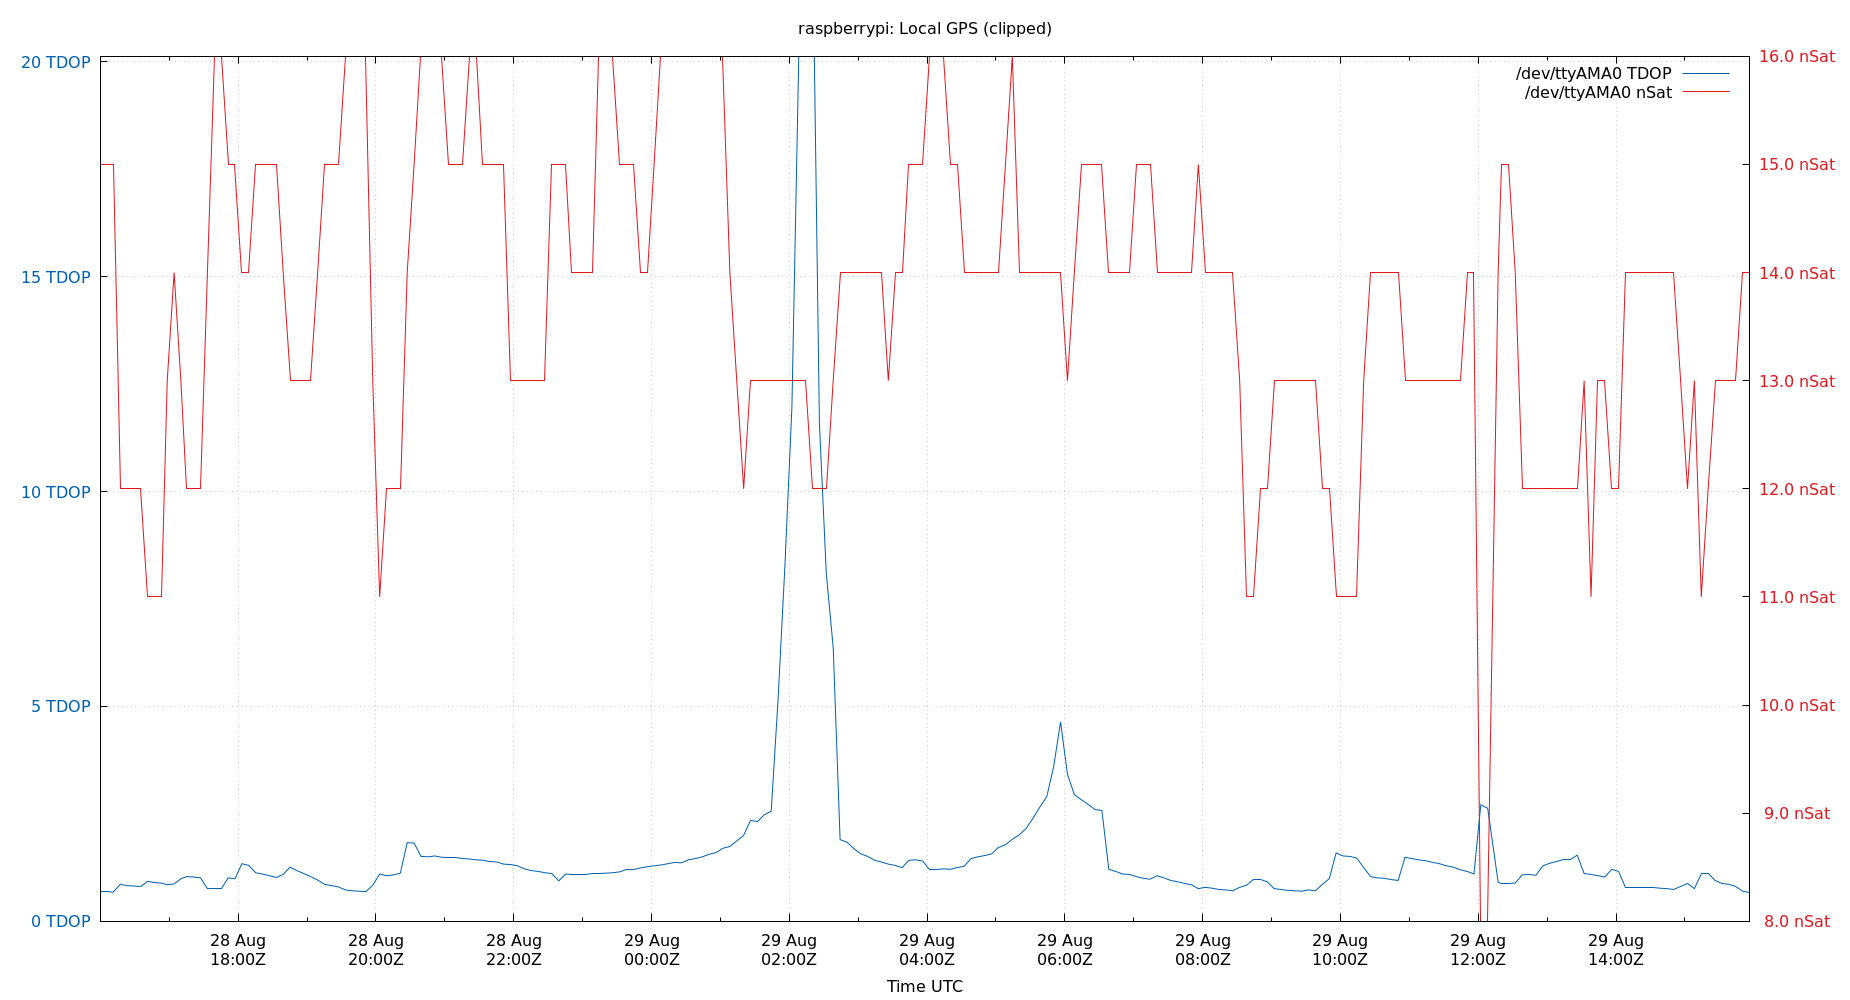 raspberrypi: Local GPS (clipped)
20 TDOP
15 TDOP
10 TDOP
5 TDOP
0 TDOP
16.0 nSat
15.0 nSat
14.0 nSat
13.0 nSat
12.0 nSat
11.0 nSat
10.0 nSat
9.0 nSat
8.0 nSat
/dev/ttyAMA0 TDOP
/dev/ttyAMA0 nSat
28 Aug
18:00Z
28 Aug
20:00Z
28 Aug
22:00Z
29 Aug
00:00Z
29 Aug
02:00Z
29 Aug
04:00Z
29 Aug
06:00Z
29 Aug
08:00Z
29 Aug
10:00Z
29 Aug
12:00Z
29 Aug
14:00Z
Time UTC